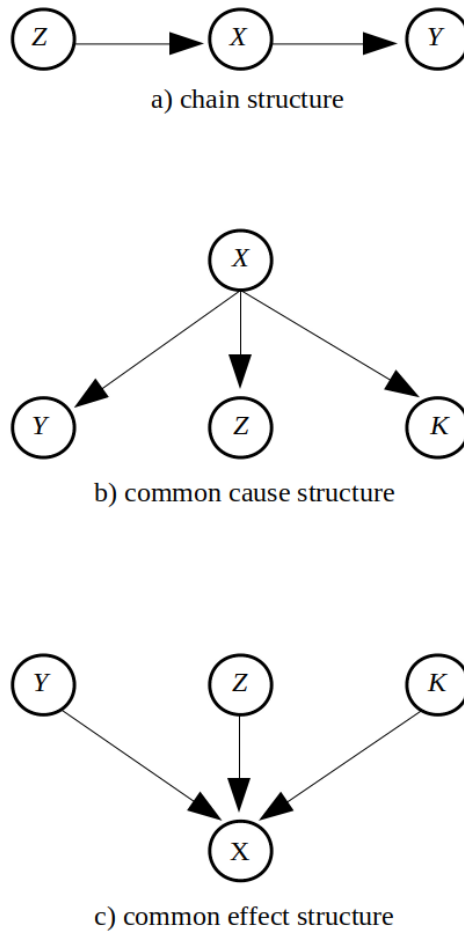 Z X Y
a) chain structure
X
Y Z K
b) common cause structure
Y Z K
X
c) common effect structure